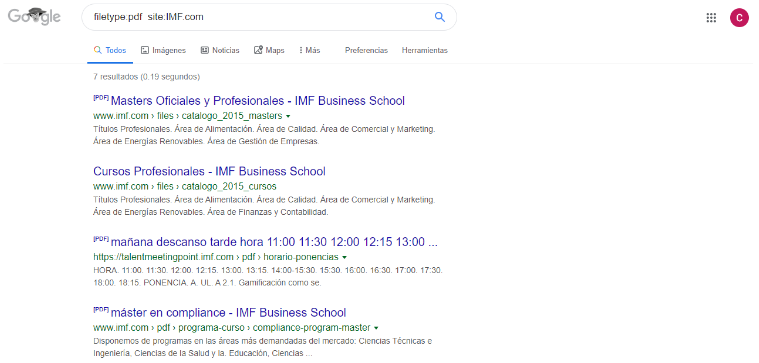 Google
filetype:pdf site:IMF.com
C
Todos Imágenes Noticias Maps Más Preferencias Herramientas
7 resultados (0.19 segundos)
[PDF] Masters Oficiales y Profesionales - IMF Business School
www.imf.com › files › catalogo_2015_masters
Títulos Profesionales. Área de Alimentación. Área de Calidad. Área de Comercial y Marketing.
Área de Energías Renovables. Área de Gestión de Empresas.
Cursos Profesionales - IMF Business School
www.imf.com › files › catalogo_2015_cursos
Títulos Profesionales. Área de Alimentación. Área de Calidad. Área de Comercial y Marketing.
Área de Energías Renovables. Área de Finanzas y Contabilidad.
[PDF] mañana descanso tarde hora 11:00 11:30 12:00 12:15 13:00 ...
https://talentmeetingpoint.imf.com › pdf › horario-ponencias
HORA. 11:00. 11:30. 12:00. 12:15. 13:00. 13:15. 14:00-15:30. 15:30. 16:00. 16:30. 17:00. 17:30.
18:00. 18:15. PONENCIA. A. UL. A 2.1. Gamificación como se.
[PDF] máster en compliance - IMF Business School
www.imf.com › pdf › programa-curso › compliance-program-master
Disponemos de programas en las áreas más demandadas del mercado: Ciencias Técnicas e
Ingeniería, Ciencias de la Salud y la. Educación, Ciencias ...